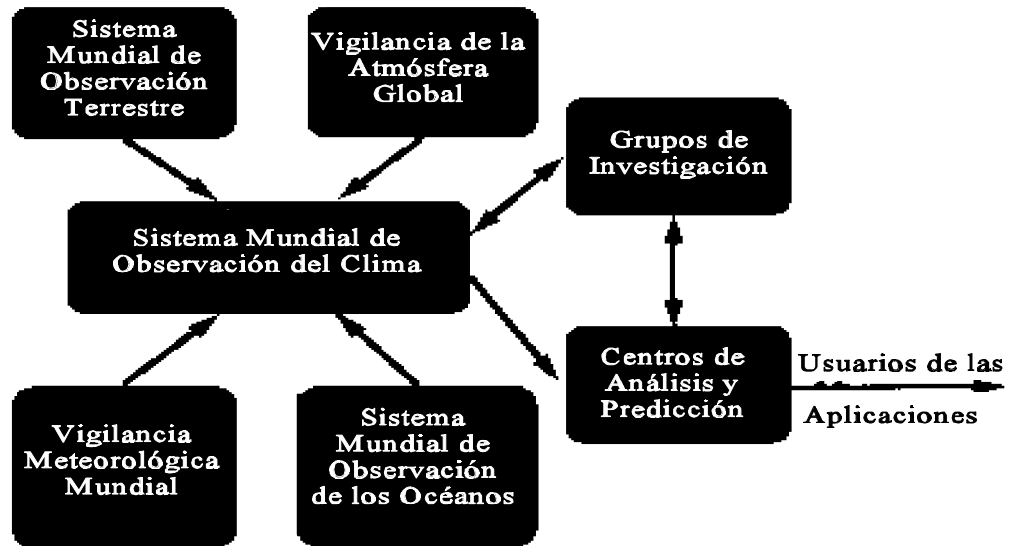 Sistema
Mundial de
Observación
Terrestre
Vigilancia de la
Atmósfera
Global
Grupos de
Investigación
Sistema Mundial de
Observación del Clima
Centros de
Análisis y
Predicción
Usuarios de las
Aplicaciones
Vigilancia
Meteorológica
Mundial
Sistema
Mundial de
Observación
de los Océanos